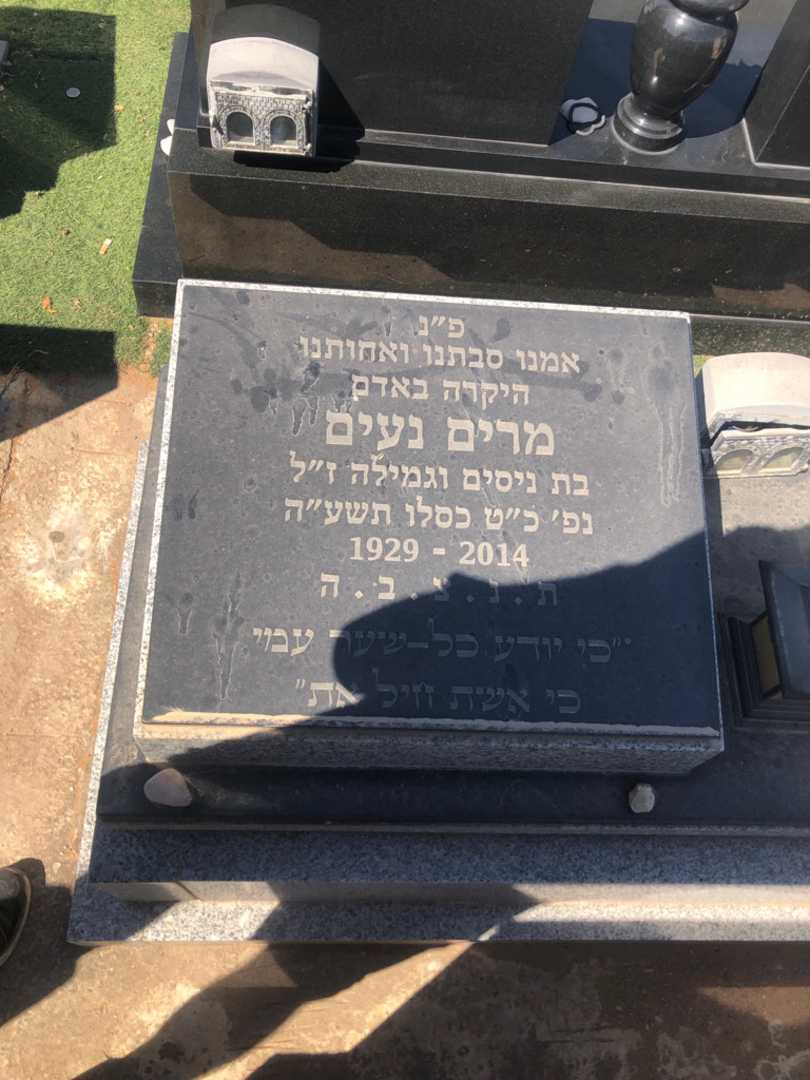 פ״נ
אמנו סבתנו ואחותנו
היקרה באדם
מרים נעים
בת ניסים וגמילה ז״ל
נפ׳ כ״ט כסלו תשע״ה
1929 - 2014
ת . נ . צ . ב . ה
״כי יודע כל-שער עמי
כי אשת חיל את״